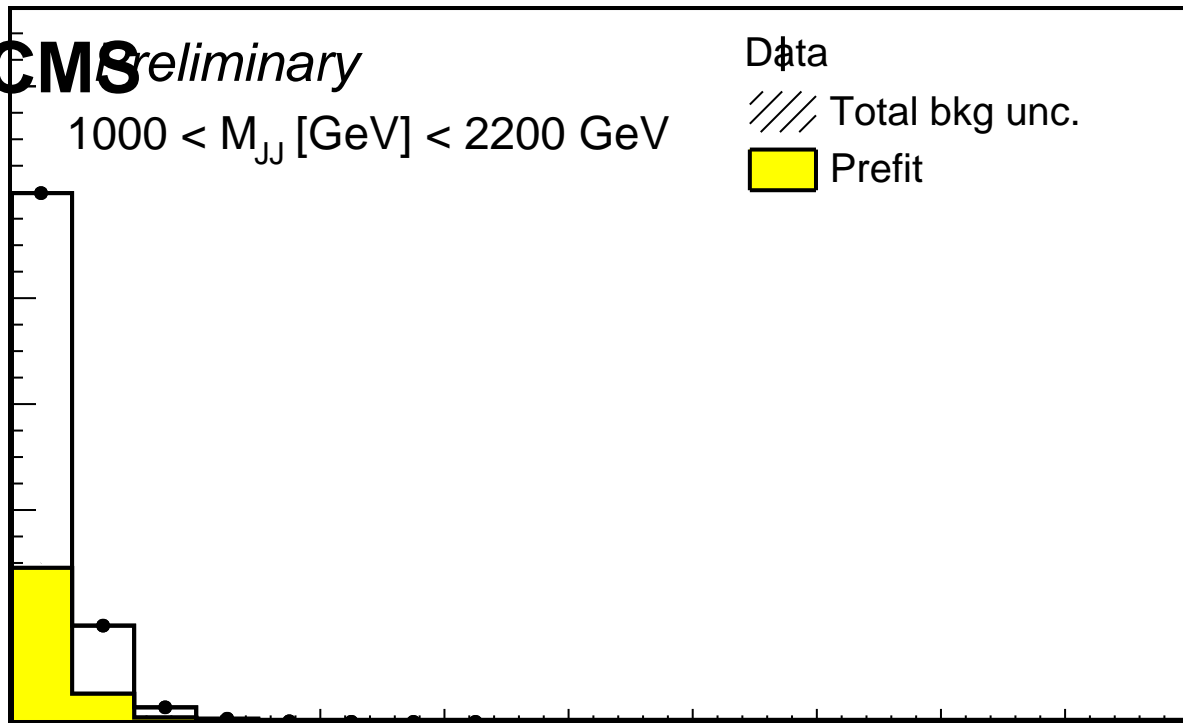 CMS Preliminary
1000 < M_JJ [GeV] < 2200 GeV
Data
Total bkg unc.
Prefit